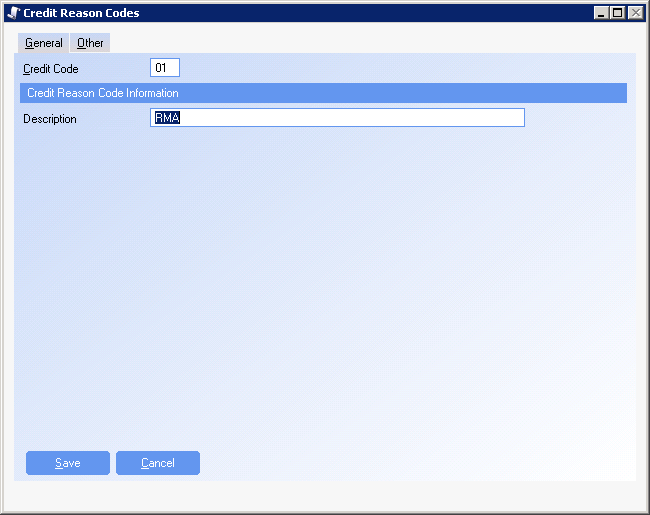 Credit Reason Codes
General Other
Credit Code 01
Credit Reason Code Information
Description RMA
Save Cancel